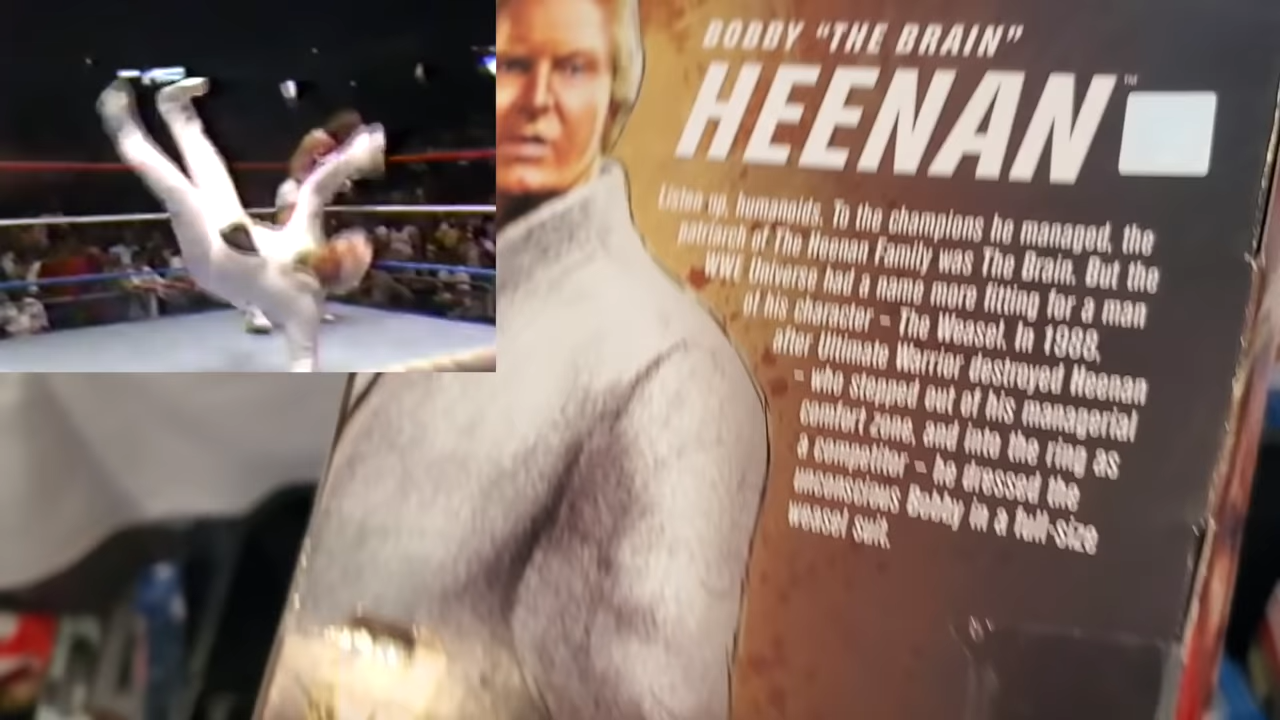 BOBBY "THE BRAIN"
HEENAN™
Listen up, humanoids. To the champions he managed, the
patriarch of The Heenan Family was The Brain. But the
WWE Universe had a name more fitting for a man
of his character – The Weasel. In 1988,
after Ultimate Warrior destroyed Heenan
– who stepped out of his managerial
comfort zone, and into the ring as
a competitor – he dressed the
unconscious Bobby in a full-size
weasel suit.